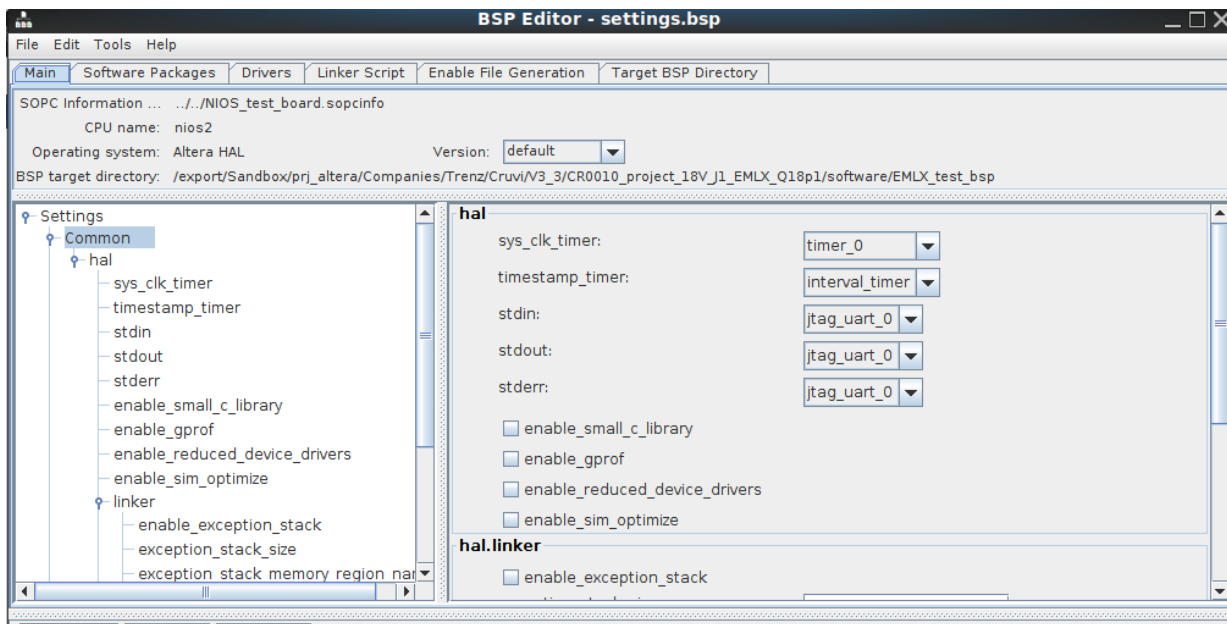 BSP Editor - settings.bsp
File Edit Tools Help
Main Software Packages Drivers Linker Script Enable File Generation Target BSP Directory
SOPC Information ... ../../NIOS_test_board.sopcinfo
CPU name: nios2
Operating system: Altera HAL Version: default
BSP target directory: /export/Sandbox/prj_altera/Companies/Trenz/Cruvi/V3_3/CR0010_project_18V_J1_EMLX_Q18p1/software/EMLX_test_bsp
Settings
Common
hal
sys_clk_timer
timestamp_timer
stdin
stdout
stderr
enable_small_c_library
enable_gprof
enable_reduced_device_drivers
enable_sim_optimize
linker
enable_exception_stack
exception_stack_size
exception_stack_memory_region_nar
hal
sys_clk_timer: timer_0
timestamp_timer: interval_timer
stdin: jtag_uart_0
stdout: jtag_uart_0
stderr: jtag_uart_0
enable_small_c_library
enable_gprof
enable_reduced_device_drivers
enable_sim_optimize
hal.linker
enable_exception_stack